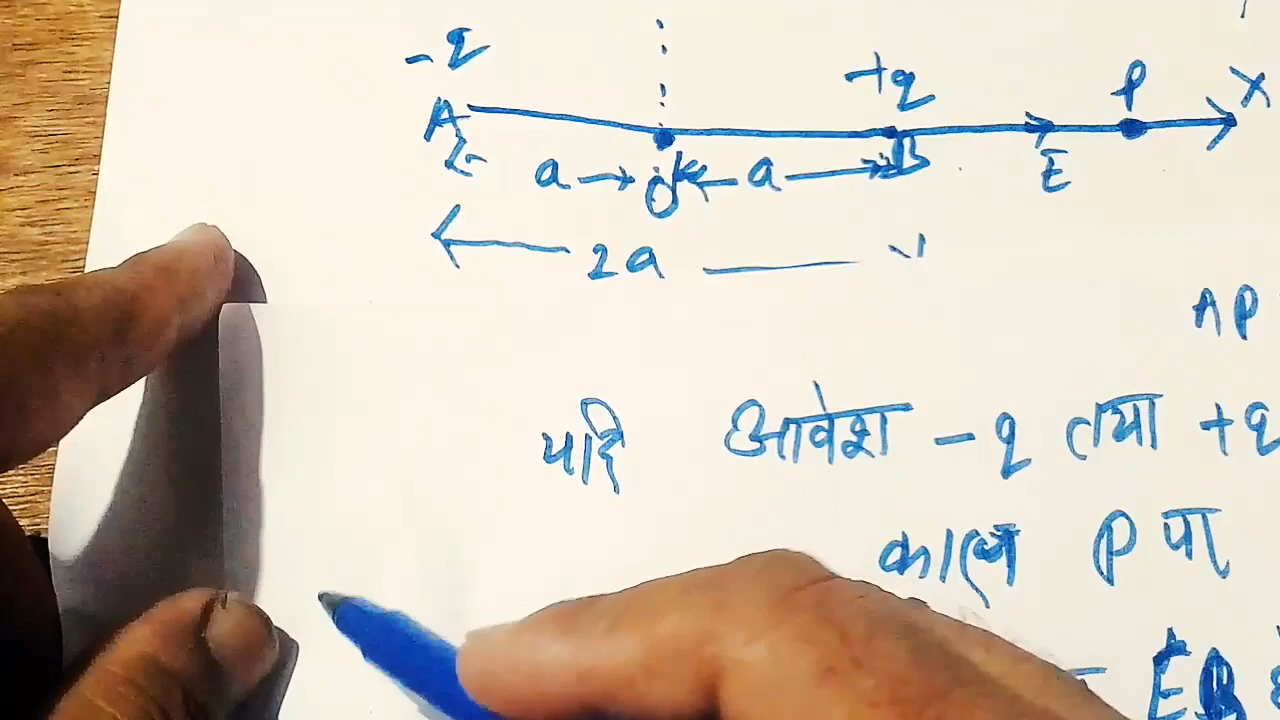 -q +q P X
A B E
a O a
2a
AP
यदि आवेश -q तथा +q
कारण P पर
E